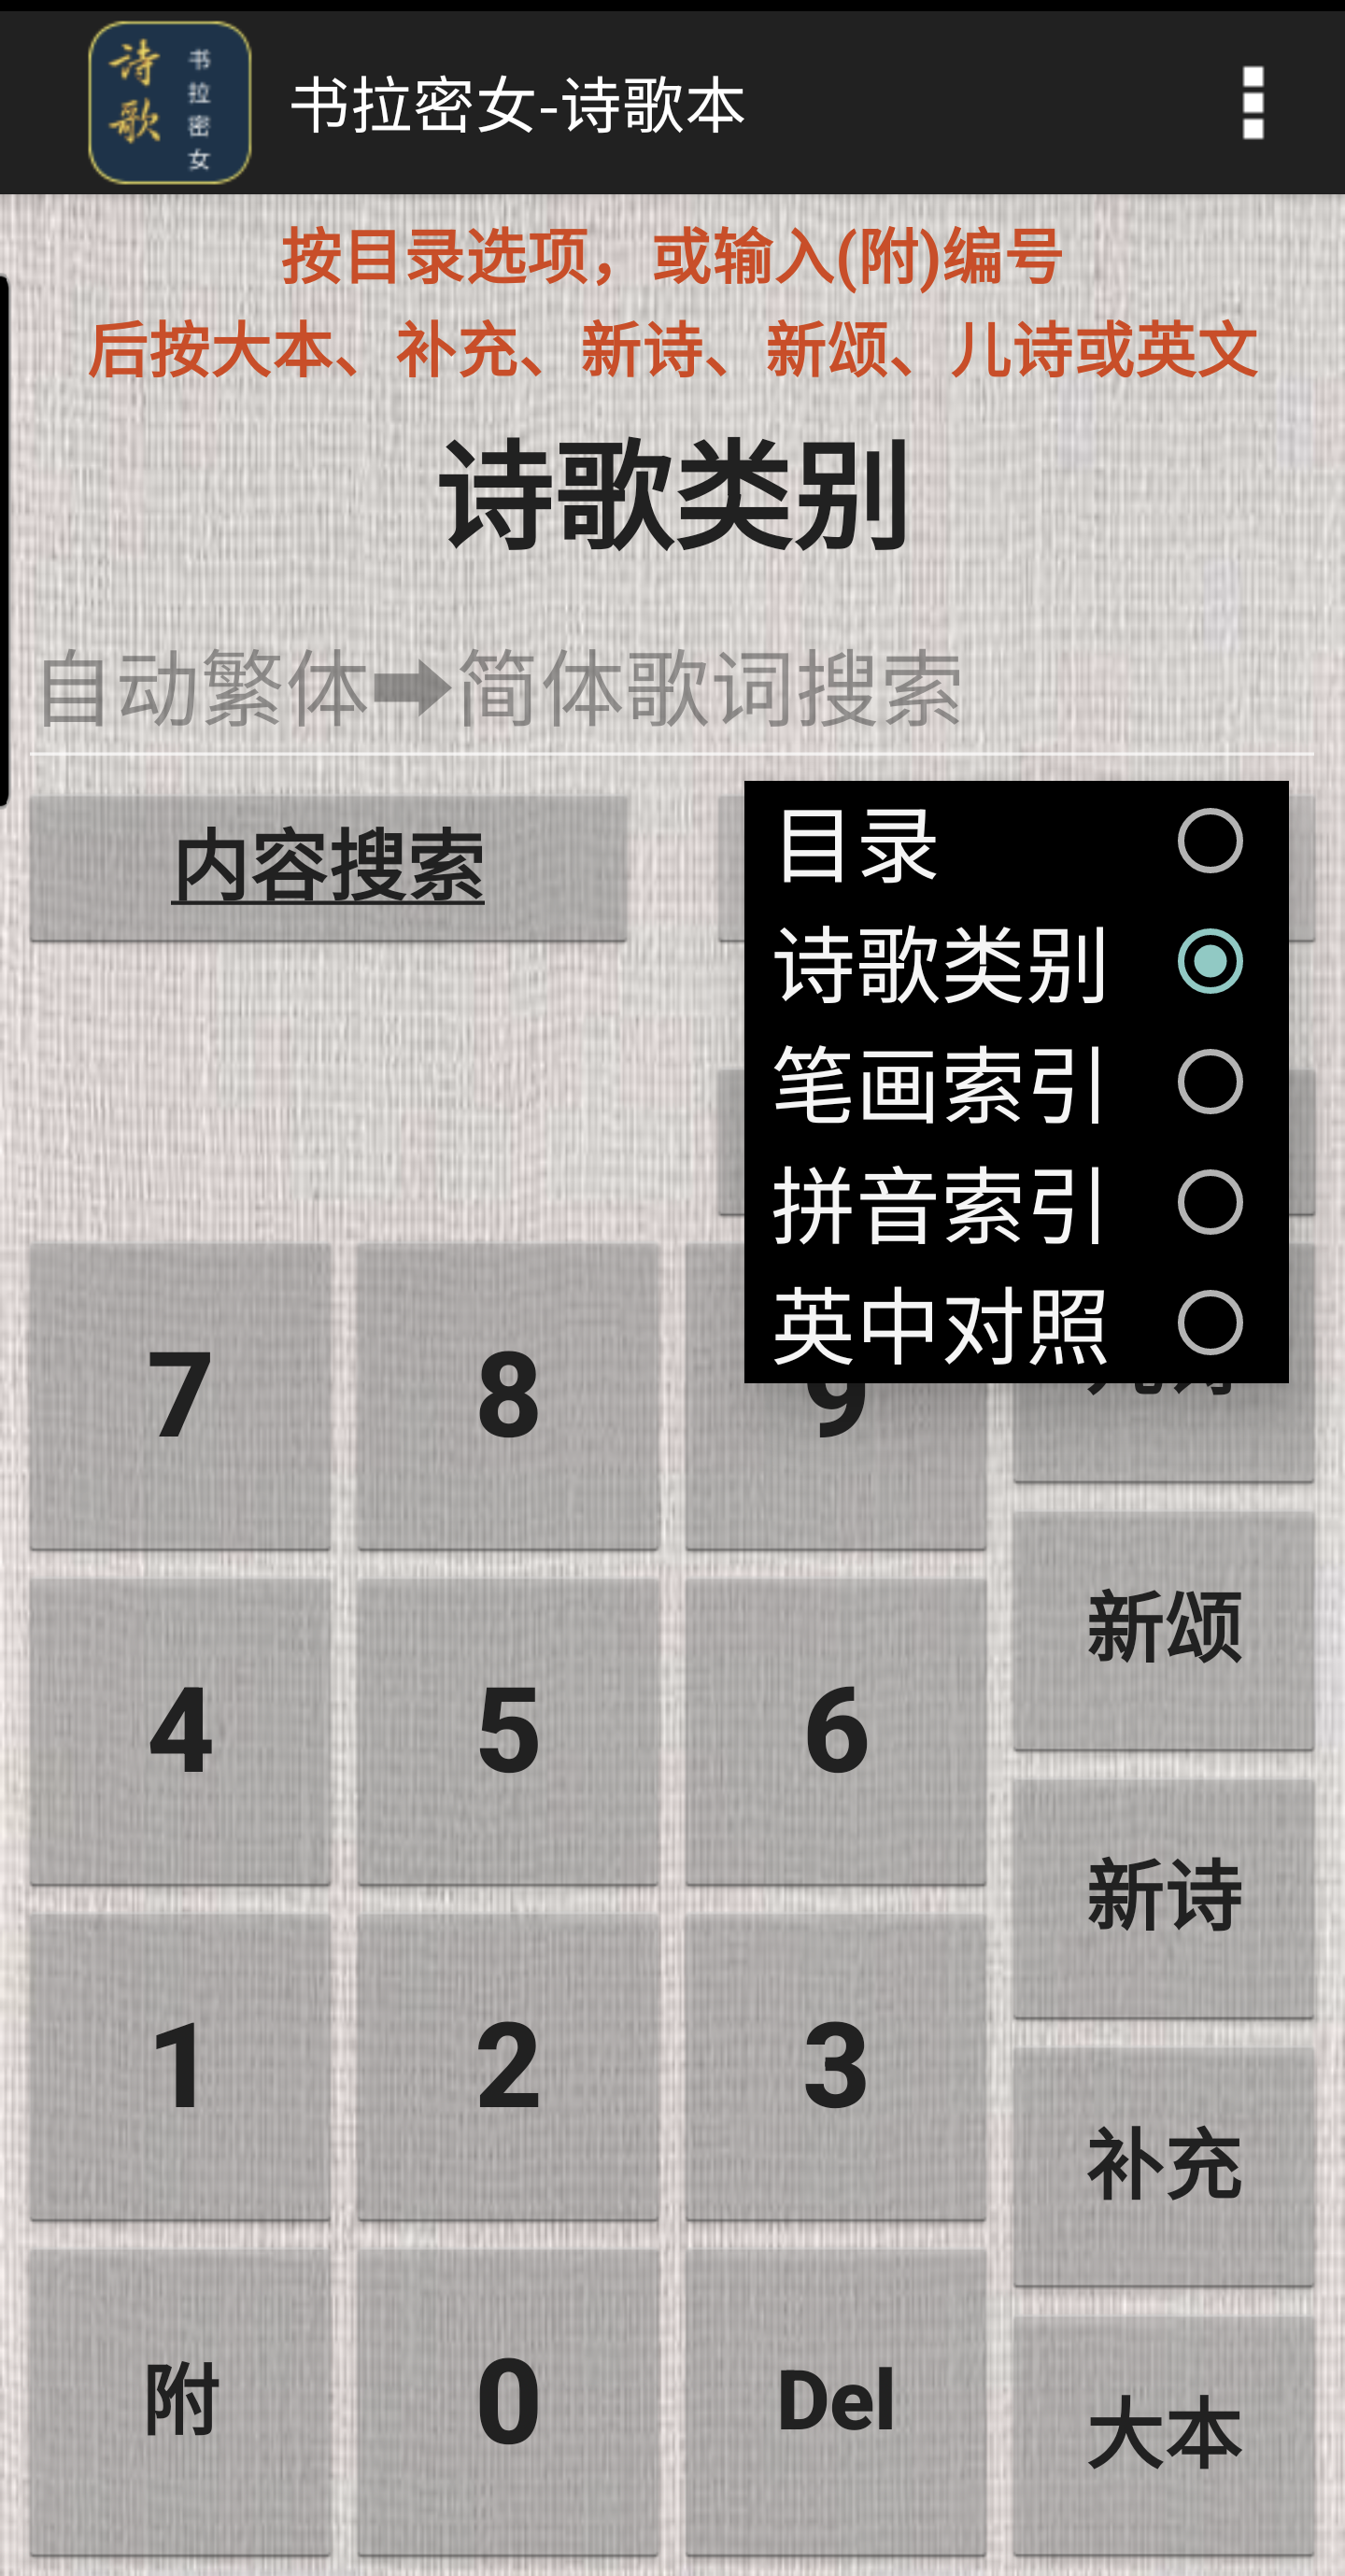 诗歌
书拉密女
书拉密女-诗歌本
按目录选项，或输入(附)编号
后按大本、补充、新诗、新颂、儿诗或英文
诗歌类别
自动繁体➡简体歌词搜索
内容搜索
目录
诗歌类别
笔画索引
拼音索引
英中对照
7
8
9
新颂
4
5
6
新诗
1
2
3
补充
附
0
Del
大本